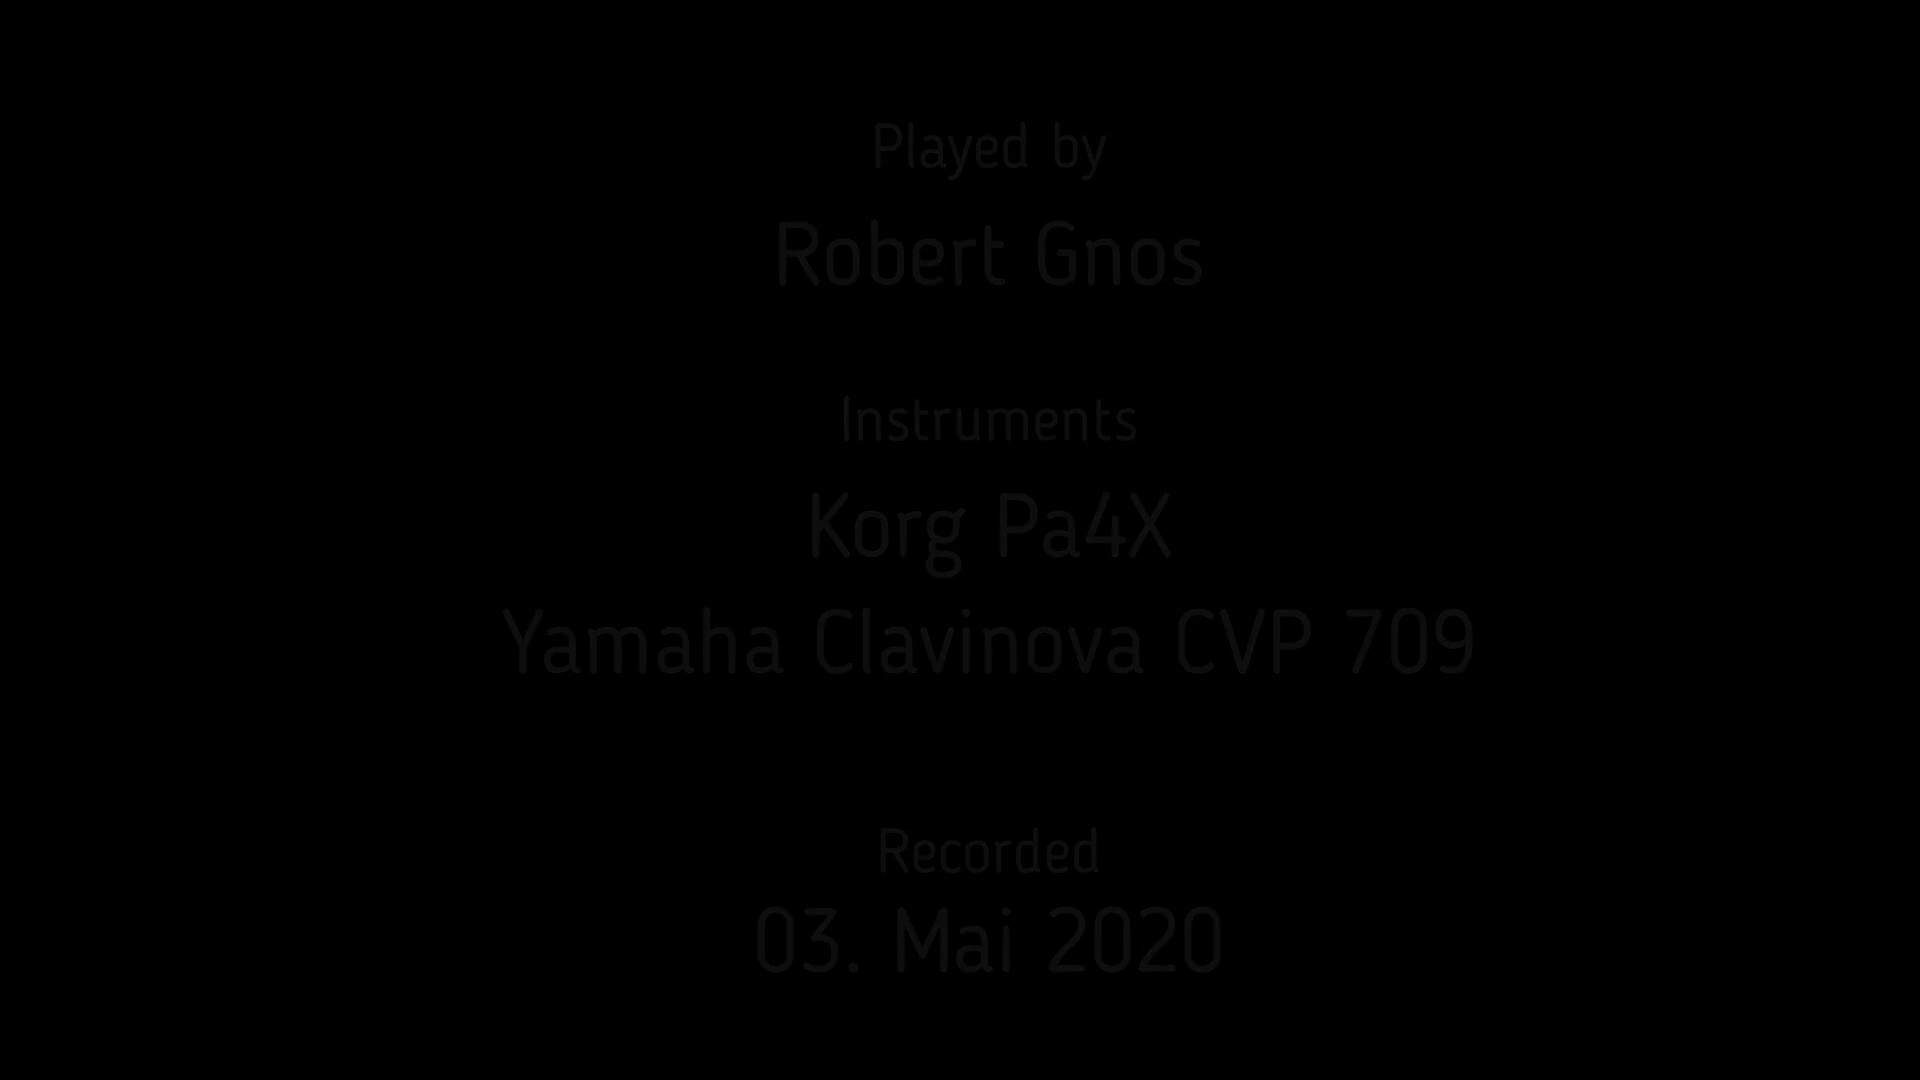 Played by
Robert Gnos
Instruments
Korg Pa4X
Yamaha Clavinova CVP 709
Recorded
03. Mai 2020